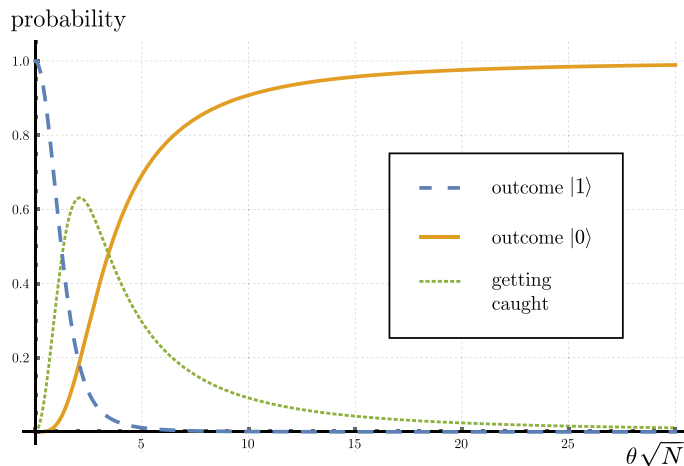 probability
1.0
0.8
0.6
0.4
0.2
outcome |1⟩
outcome |0⟩
getting
caught
5 10 15 20 25
θ√N